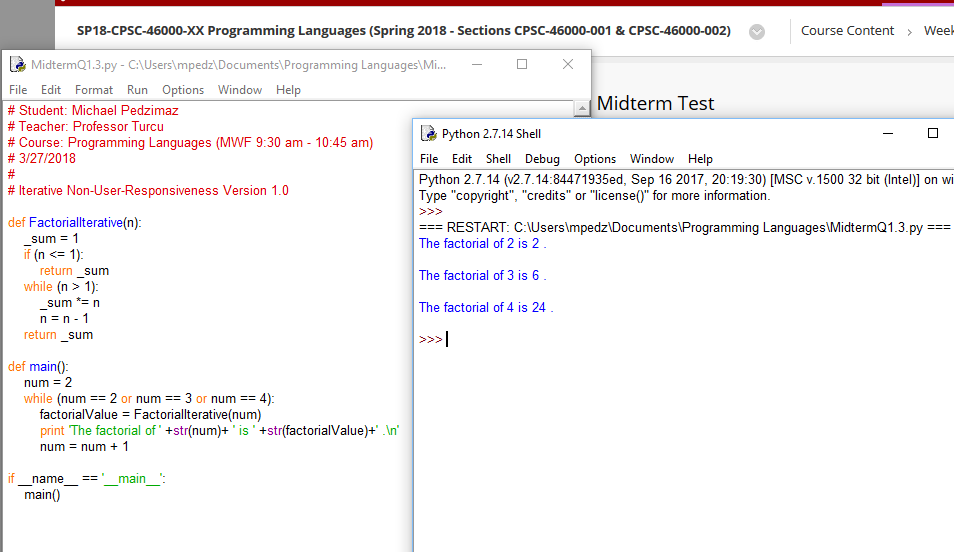 SP18-CPSC-46000-XX Programming Languages (Spring 2018 - Sections CPSC-46000-001 & CPSC-46000-002)
Course Content > Week
MidtermQ1.3.py - C:\Users\mpedz\Documents\Programming Languages\Mi...
File Edit Format Run Options Window Help
# Student: Michael Pedzimaz
# Teacher: Professor Turcu
# Course: Programming Languages (MWF 9:30 am - 10:45 am)
# 3/27/2018
#
# Iterative Non-User-Responsiveness Version 1.0
def FactorialIterative(n):
    _sum = 1
    if (n <= 1):
        return _sum
    while (n > 1):
        _sum *= n
        n = n - 1
    return _sum
def main():
    num = 2
    while (num == 2 or num == 3 or num == 4):
        factorialValue = FactorialIterative(num)
        print 'The factorial of ' +str(num)+ ' is ' +str(factorialValue)+' .\n'
        num = num + 1
if __name__ == '__main__':
    main()
Midterm Test
Python 2.7.14 Shell
File Edit Shell Debug Options Window Help
Python 2.7.14 (v2.7.14:84471935ed, Sep 16 2017, 20:19:30) [MSC v.1500 32 bit (Intel)] on wi
Type "copyright", "credits" or "license()" for more information.
>>>
=== RESTART: C:\Users\mpedz\Documents\Programming Languages\MidtermQ1.3.py ===
The factorial of 2 is 2 .
The factorial of 3 is 6 .
The factorial of 4 is 24 .
>>>